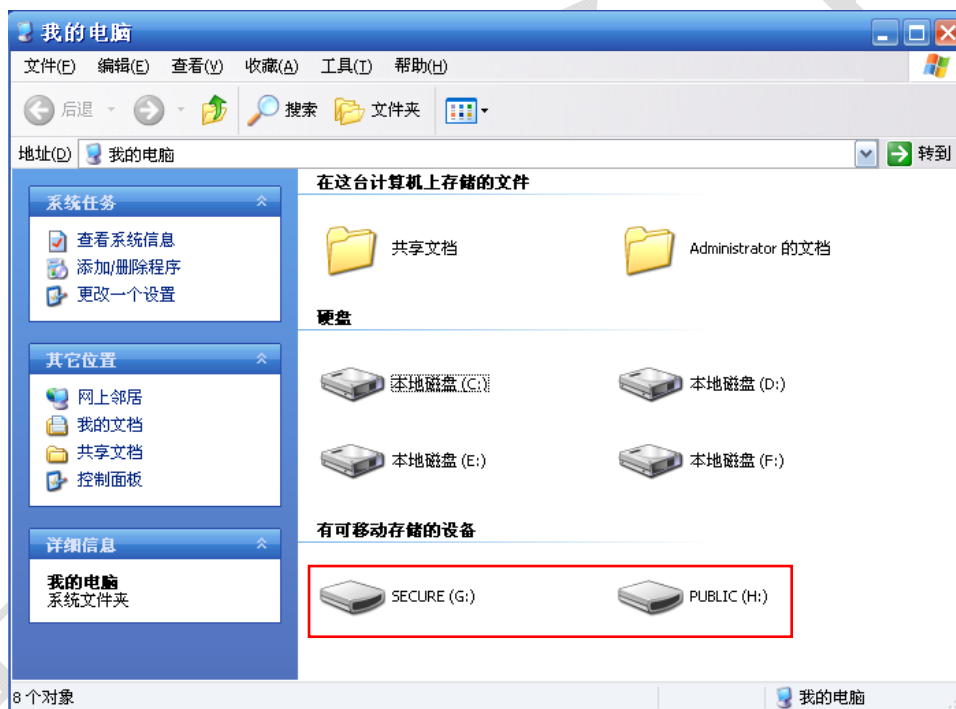 我的电脑
文件(F) 编辑(E) 查看(V) 收藏(A) 工具(T) 帮助(H)
后退 搜索 文件夹
地址(D) 我的电脑 转到
系统任务
查看系统信息
添加/删除程序
更改一个设置
其它位置
网上邻居
我的文档
共享文档
控制面板
详细信息
我的电脑
系统文件夹
在这台计算机上存储的文件
共享文档 Administrator 的文档
硬盘
本地磁盘 (C:) 本地磁盘 (D:)
本地磁盘 (E:) 本地磁盘 (F:)
有可移动存储的设备
SECURE (G:) PUBLIC (H:)
8 个对象 我的电脑